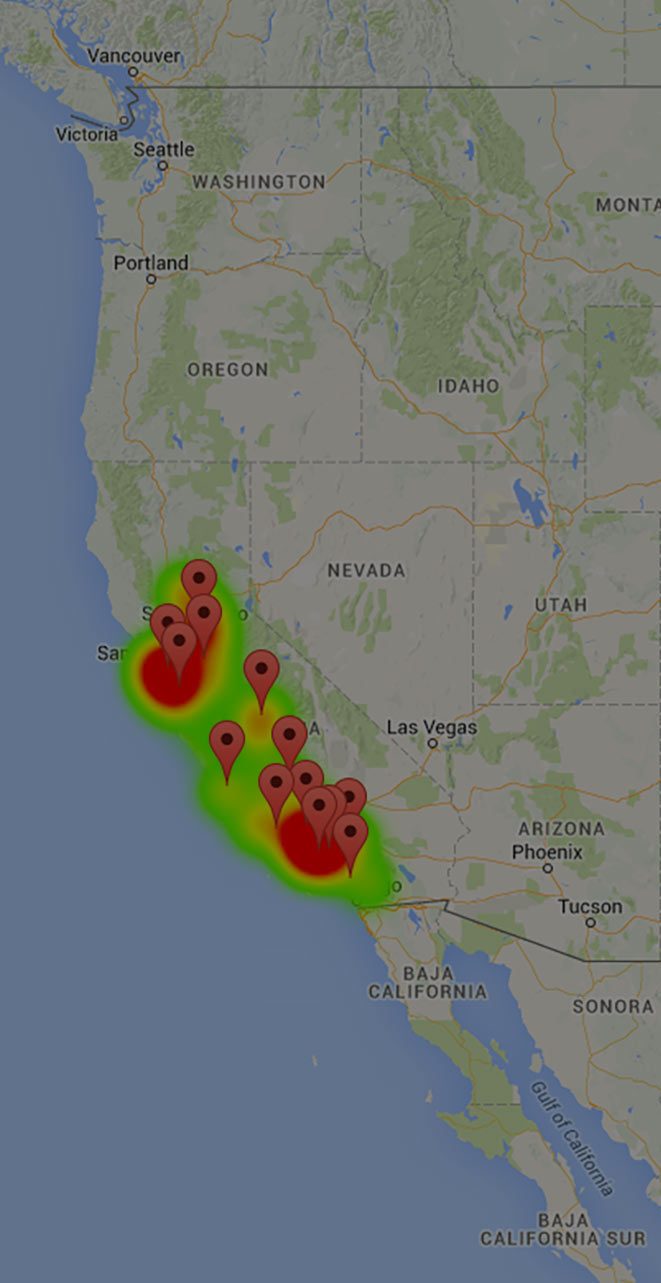 Vancouver
Victoria
Seattle
WASHINGTON
MONTA
Portland
OREGON
IDAHO
NEVADA
UTAH
San
Las Vegas
ARIZONA
Phoenix
Tucson
BAJA
CALIFORNIA
SONORA
Gulf of California
BAJA
CALIFORNIA SUR